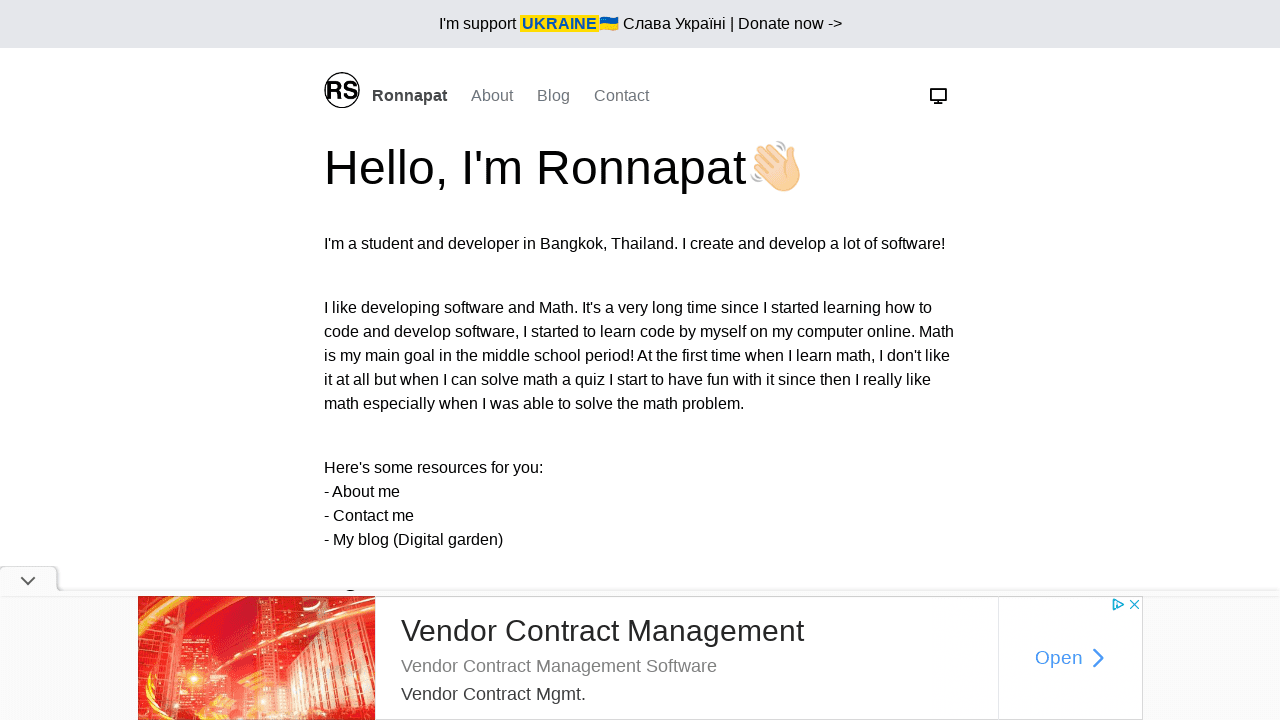 I'm support UKRAINE🇺🇦 Слава Україні | Donate now ->
RS Ronnapat About Blog Contact
Hello, I'm Ronnapat👋🏻
I'm a student and developer in Bangkok, Thailand. I create and develop a lot of software!
I like developing software and Math. It's a very long time since I started learning how to
code and develop software, I started to learn code by myself on my computer online. Math
is my main goal in the middle school period! At the first time when I learn math, I don't like
it at all but when I can solve math a quiz I start to have fun with it since then I really like
math especially when I was able to solve the math problem.
Here's some resources for you:
- About me
- Contact me
- My blog (Digital garden)
Vendor Contract Management
Vendor Contract Management Software
Vendor Contract Mgmt.
Open